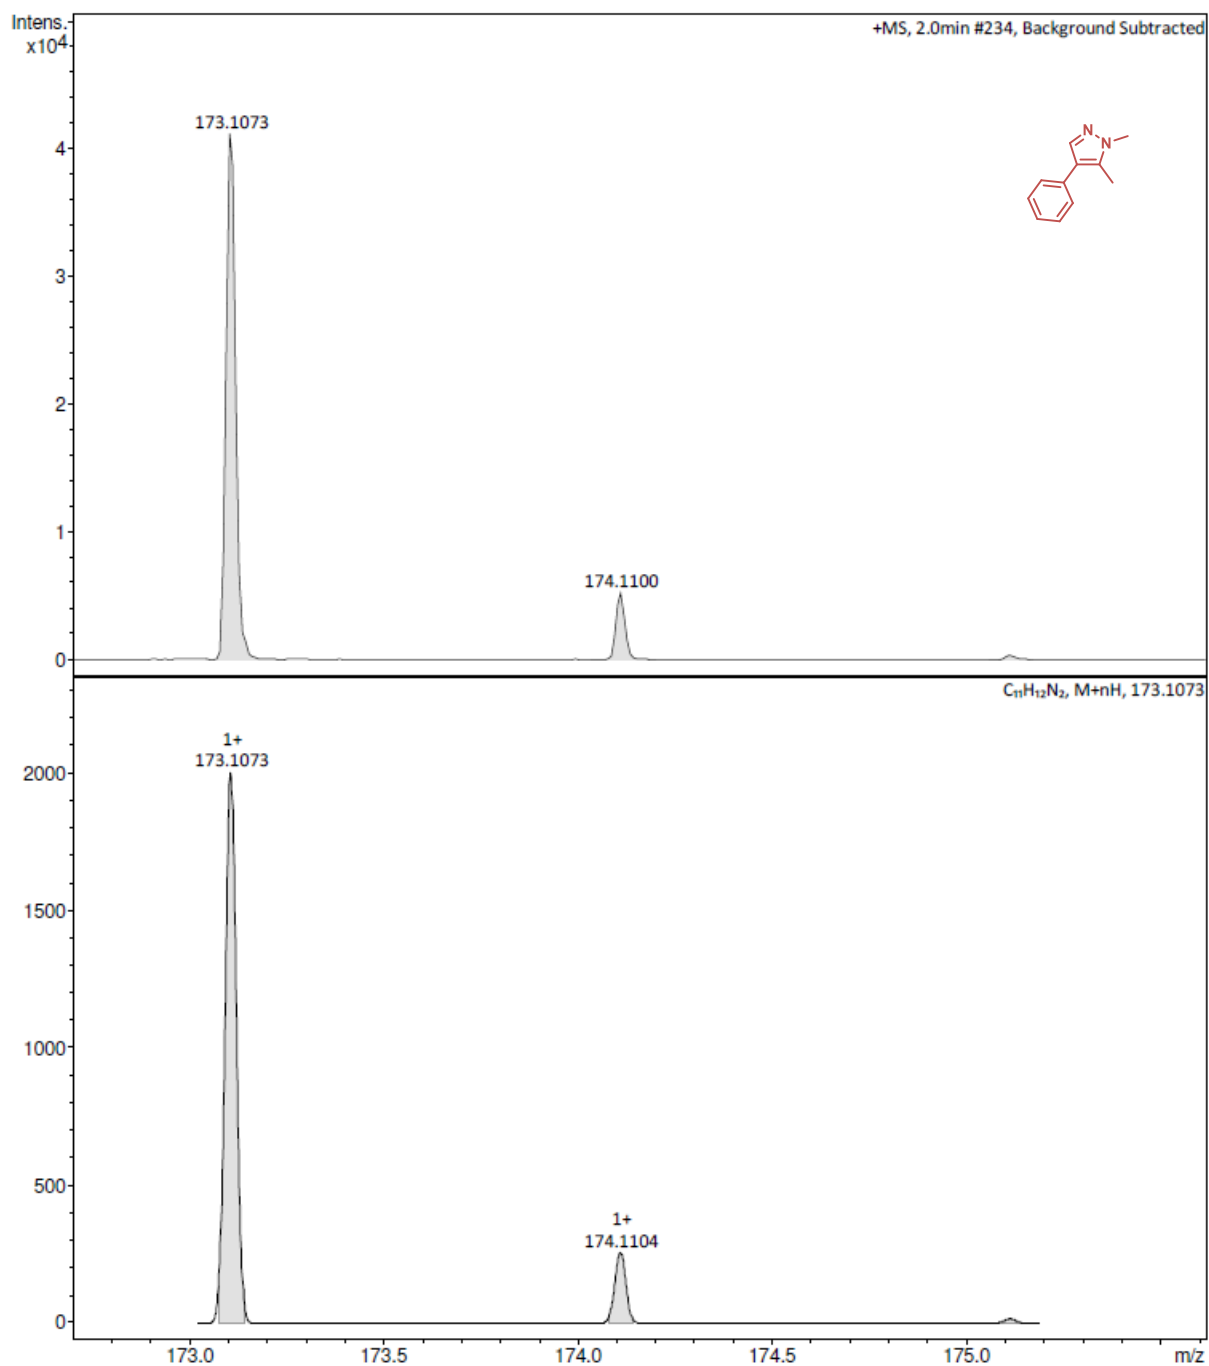 Intens.
x10⁴
+MS, 2.0min #234, Background Subtracted
173.1073
N
N
4
3
2
1
174.1100
0
C₁₁H₁₂N₂, M+nH, 173.1073
1+
173.1073
2000
1500
1000
500
1+
174.1104
0
173.0 173.5 174.0 174.5 175.0 m/z